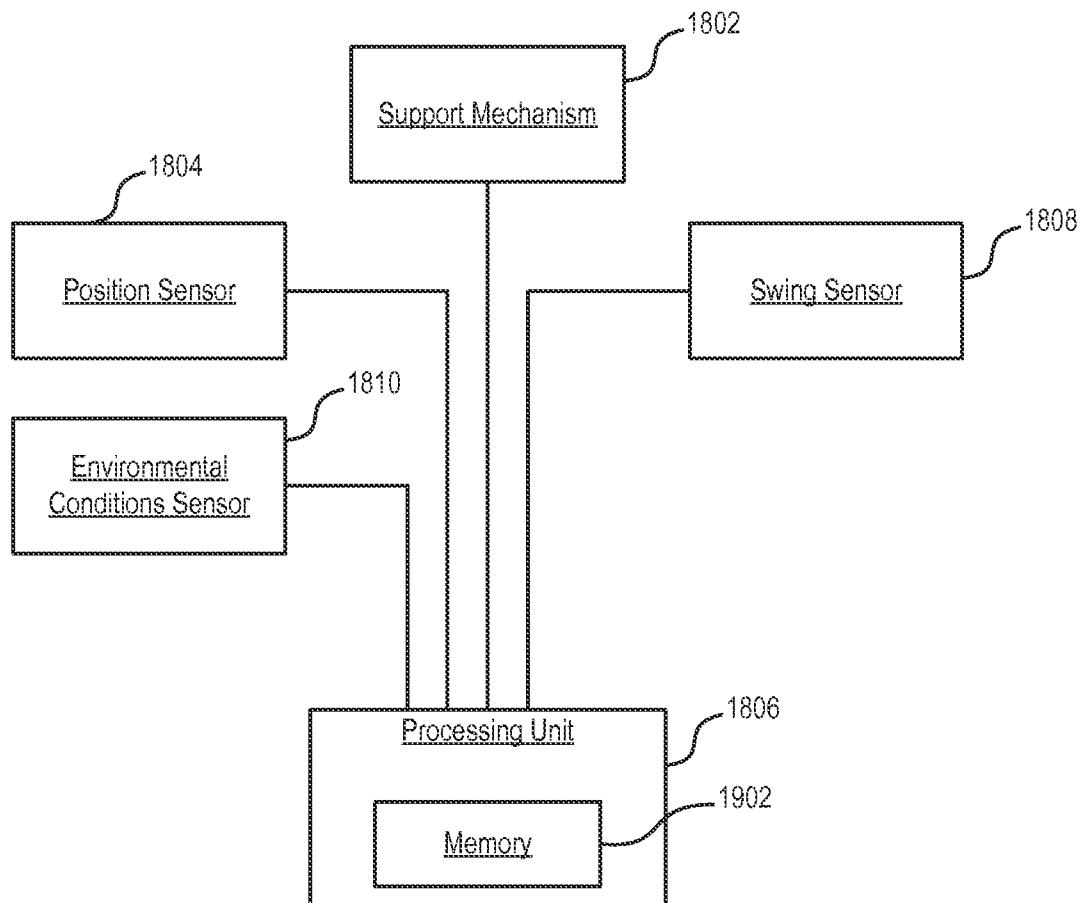 1802
Support Mechanism
1804
Position Sensor
1808
Swing Sensor
1810
Environmental
Conditions Sensor
1806
Processing Unit
1902
Memory